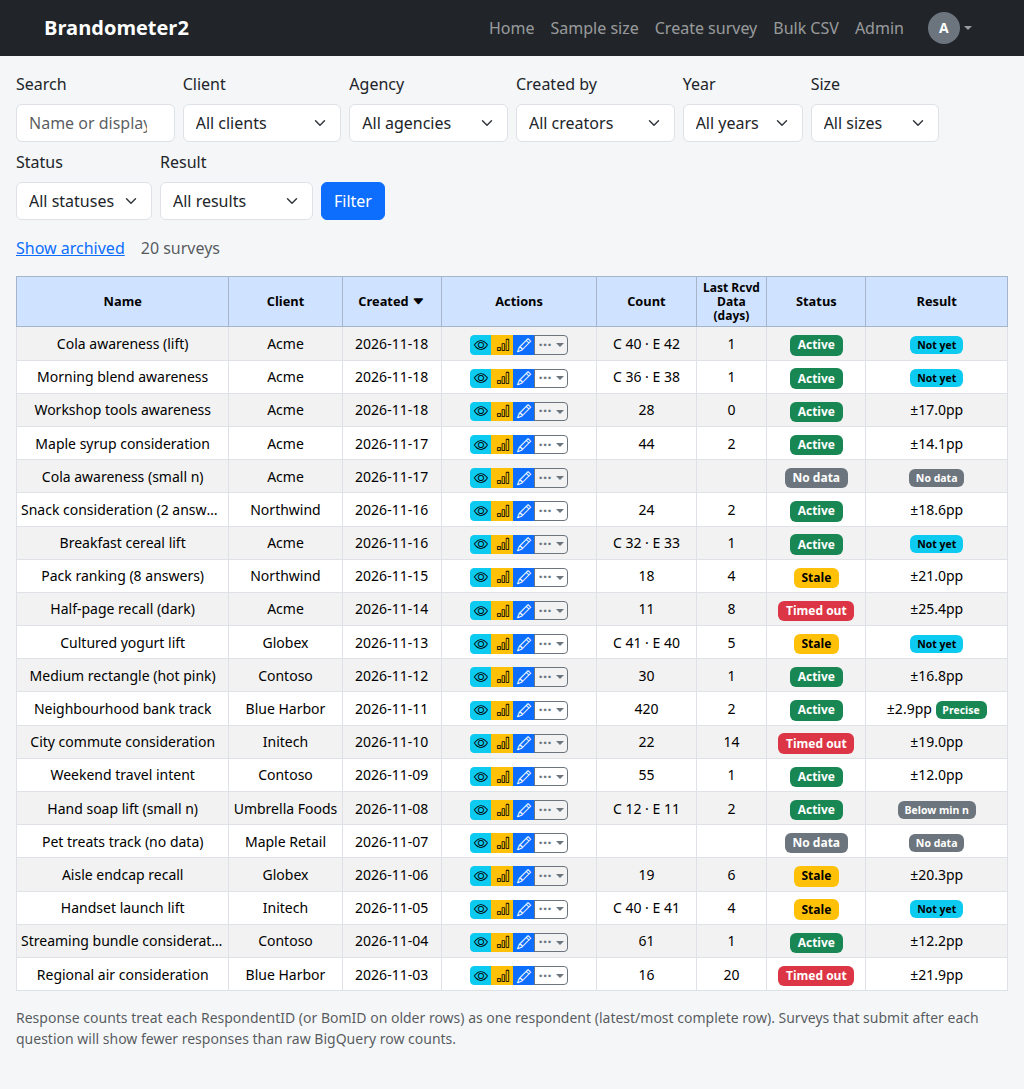 Brandometer2 Home Sample size Create survey Bulk CSV Admin A
Search Client Agency Created by Year Size
Name or display All clients All agencies All creators All years All sizes
Status Result
All statuses All results Filter
Show archived 20 surveys
Name Client Created Actions Count Last Rcvd Data (days) Status Result
Cola awareness (lift) Acme 2026-11-18 C 40 · E 42 1 Active Not yet
Morning blend awareness Acme 2026-11-18 C 36 · E 38 1 Active Not yet
Workshop tools awareness Acme 2026-11-18 28 0 Active ±17.0pp
Maple syrup consideration Acme 2026-11-17 44 2 Active ±14.1pp
Cola awareness (small n) Acme 2026-11-17 No data No data
Snack consideration (2 answ... Northwind 2026-11-16 24 2 Active ±18.6pp
Breakfast cereal lift Acme 2026-11-16 C 32 · E 33 1 Active Not yet
Pack ranking (8 answers) Northwind 2026-11-15 18 4 Stale ±21.0pp
Half-page recall (dark) Acme 2026-11-14 11 8 Timed out ±25.4pp
Cultured yogurt lift Globex 2026-11-13 C 41 · E 40 5 Stale Not yet
Medium rectangle (hot pink) Contoso 2026-11-12 30 1 Active ±16.8pp
Neighbourhood bank track Blue Harbor 2026-11-11 420 2 Active ±2.9pp Precise
City commute consideration Initech 2026-11-10 22 14 Timed out ±19.0pp
Weekend travel intent Contoso 2026-11-09 55 1 Active ±12.0pp
Hand soap lift (small n) Umbrella Foods 2026-11-08 C 12 · E 11 2 Active Below min n
Pet treats track (no data) Maple Retail 2026-11-07 No data No data
Aisle endcap recall Globex 2026-11-06 19 6 Stale ±20.3pp
Handset launch lift Initech 2026-11-05 C 40 · E 41 4 Stale Not yet
Streaming bundle considerat... Contoso 2026-11-04 61 1 Active ±12.2pp
Regional air consideration Blue Harbor 2026-11-03 16 20 Timed out ±21.9pp
Response counts treat each RespondentID (or BomID on older rows) as one respondent (latest/most complete row). Surveys that submit after each
question will show fewer responses than raw BigQuery row counts.